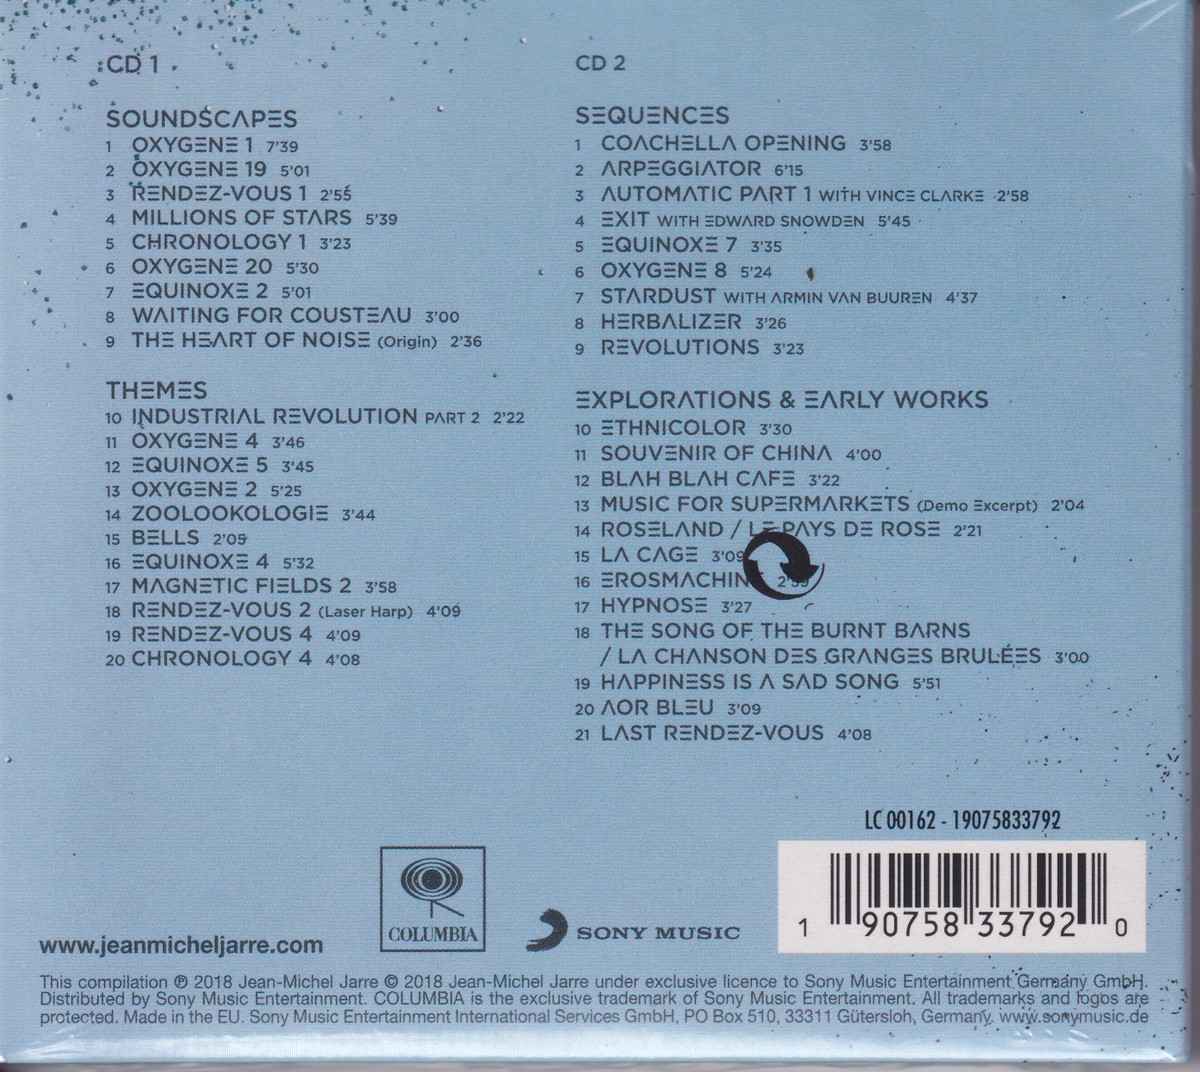 CD 1
SOUNDSCAPES
1 OXYGENE 1 7'39
2 OXYGENE 19 5'01
3 RENDEZ-VOUS 1 2'55
4 MILLIONS OF STARS 5'39
5 CHRONOLOGY 1 3'23
6 OXYGENE 20 5'30
7 EQUINOXE 2 5'01
8 WAITING FOR COUSTEAU 3'00
9 THE HEART OF NOISE (Origin) 2'36
THEMES
10 INDUSTRIAL REVOLUTION PART 2 2'22
11 OXYGENE 4 3'46
12 EQUINOXE 5 3'45
13 OXYGENE 2 5'25
14 ZOOLOOKOLOGIE 3'44
15 BELLS 2'09
16 EQUINOXE 4 5'32
17 MAGNETIC FIELDS 2 3'58
18 RENDEZ-VOUS 2 (Laser Harp) 4'09
19 RENDEZ-VOUS 4 4'09
20 CHRONOLOGY 4 4'08
CD 2
SEQUENCES
1 COACHELLA OPENING 3'58
2 ARPEGGIATOR 6'15
3 AUTOMATIC PART 1 WITH VINCE CLARKE 2'58
4 EXIT WITH EDWARD SNOWDEN 5'45
5 EQUINOXE 7 3'35
6 OXYGENE 8 5'24
7 STARDUST WITH ARMIN VAN BUUREN 4'37
8 HERBALIZER 3'26
9 REVOLUTIONS 3'23
EXPLORATIONS & EARLY WORKS
10 ETHNICOLOR 3'30
11 SOUVENIR OF CHINA 4'00
12 BLAH BLAH CAFE 3'22
13 MUSIC FOR SUPERMARKETS (Demo Excerpt) 2'04
14 ROSELAND / LE PAYS DE ROSE 2'21
15 LA CAGE 3'09
16 EROSMACHIN 2'59
17 HYPNOSE 3'27
18 THE SONG OF THE BURNT BARNS
/ LA CHANSON DES GRANGES BRULÉES 3'00
19 HAPPINESS IS A SAD SONG 5'51
20 AOR BLEU 3'09
21 LAST RENDEZ-VOUS 4'08
LC 00162 - 19075833792
1 90758 33792 0
COLUMBIA
SONY MUSIC
www.jeanmicheljarre.com
This compilation ℗ 2018 Jean-Michel Jarre © 2018 Jean-Michel Jarre under exclusive licence to Sony Music Entertainment Germany GmbH.
Distributed by Sony Music Entertainment. COLUMBIA is the exclusive trademark of Sony Music Entertainment. All trademarks and logos are
protected. Made in the EU. Sony Music Entertainment International Services GmbH, PO Box 510, 33311 Gütersloh, Germany. www.sonymusic.de